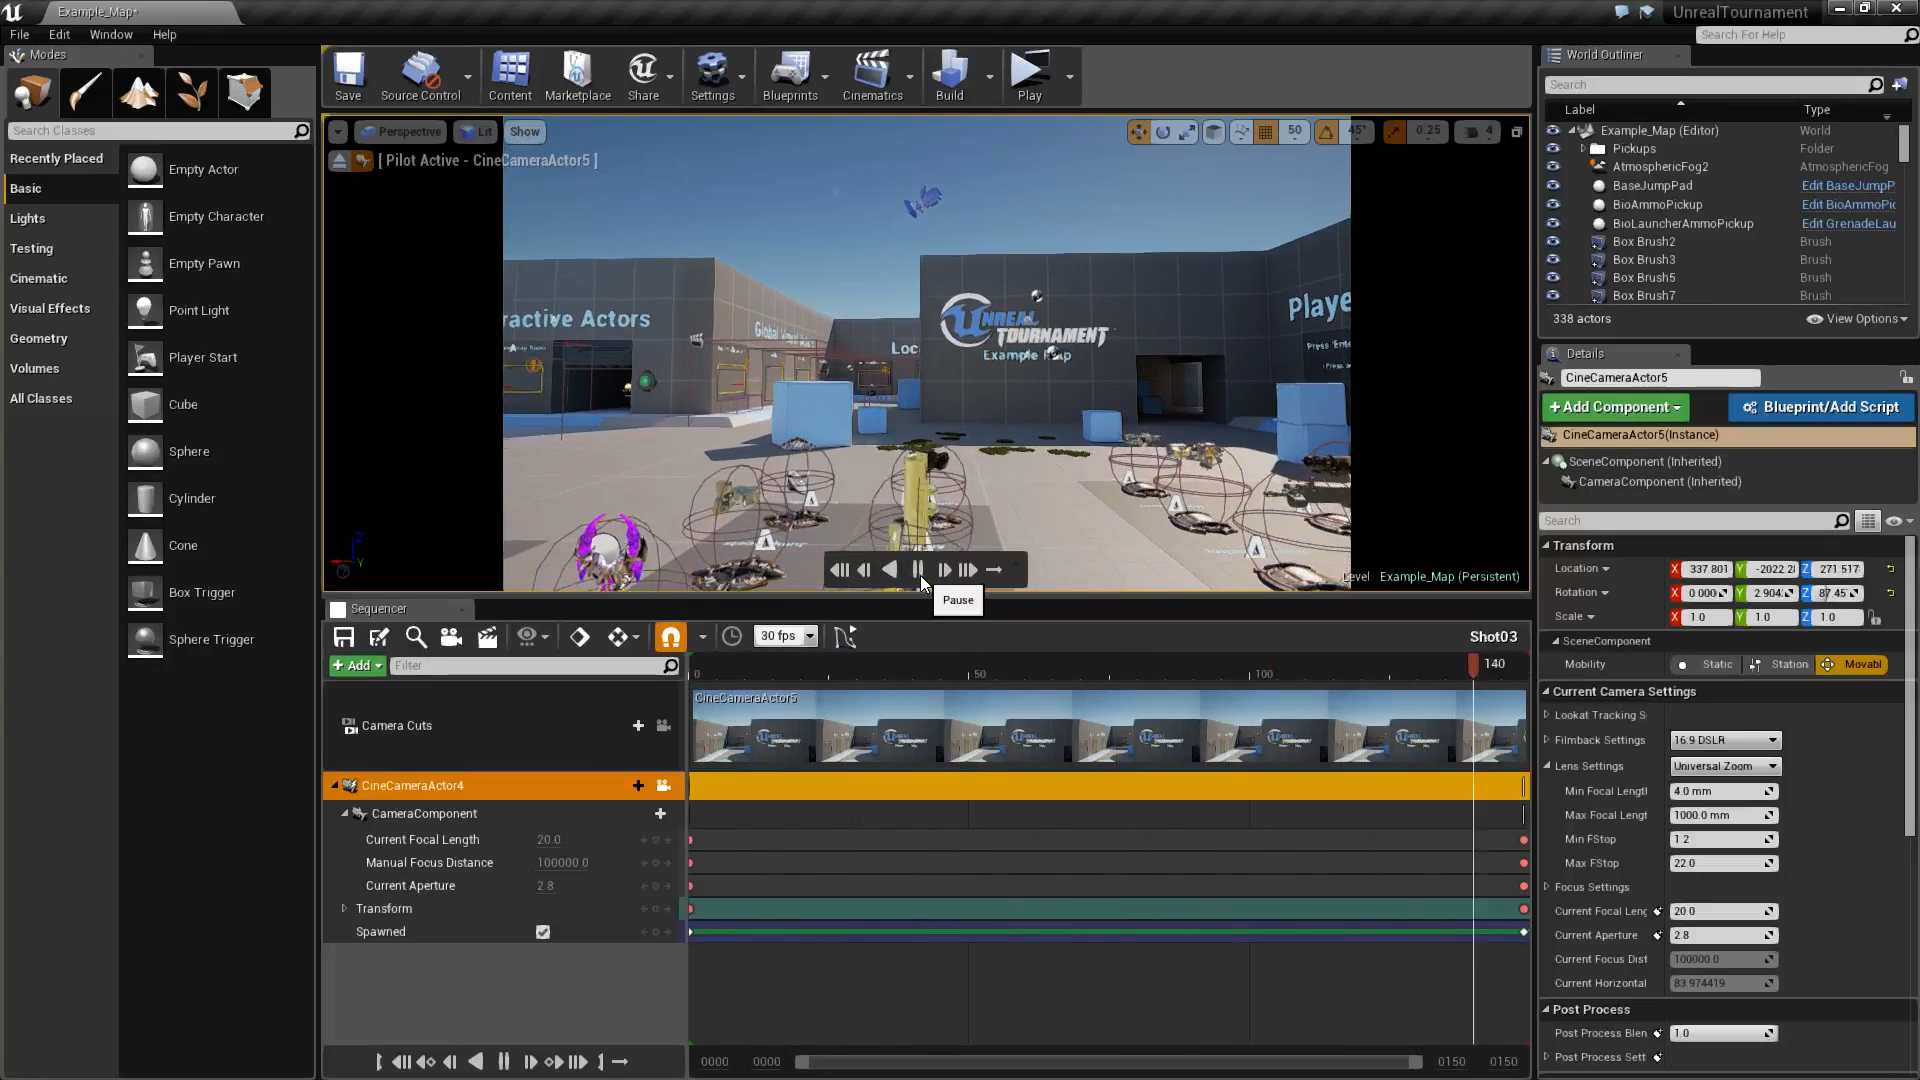 Example_Map*
UnrealTournament
File Edit Window Help
Search For Help
Modes
Save
Source Control
Content
Marketplace
Share
Settings
Blueprints
Cinematics
Build
Play
Search Classes
Recently Placed
Basic
Lights
Testing
Cinematic
Visual Effects
Geometry
Volumes
All Classes
Empty Actor
Empty Character
Empty Pawn
Point Light
Player Start
Cube
Sphere
Cylinder
Cone
Box Trigger
Sphere Trigger
Perspective Lit Show
50 45° 0.25 4
[ Pilot Active - CineCameraActor5 ]
ractive Actors
Global
Loc
UNREAL
TOURNAMENT
Example Map
Playe
Press
Pause
Level: Example_Map (Persistent)
Sequencer
30 fps
Shot03
Add
Filter
0 50 100 140
Camera Cuts
CineCameraActor5
CineCameraActor4
CameraComponent
Current Focal Length 20.0
Manual Focus Distance 100000.0
Current Aperture 2.8
Transform
Spawned
0000 0000 0150 0150
World Outliner
Search
Label Type
Example_Map (Editor) World
Pickups Folder
AtmosphericFog2 AtmosphericFog
BaseJumpPad Edit BaseJumpP
BioAmmoPickup Edit BioAmmoPic
BioLauncherAmmoPickup Edit GrenadeLau
Box Brush2 Brush
Box Brush3 Brush
Box Brush5 Brush
Box Brush7 Brush
338 actors View Options
Details
CineCameraActor5
+Add Component Blueprint/Add Script
CineCameraActor5(Instance)
SceneComponent (Inherited)
CameraComponent (Inherited)
Search
Transform
Location X 337.801 Y -2022.2 Z 271.517
Rotation X 0.000 Y 2.904 Z 87.45
Scale X 1.0 Y 1.0 Z 1.0
SceneComponent
Mobility Static Station Movabl
Current Camera Settings
Lookat Tracking S
Filmback Settings 16:9 DSLR
Lens Settings Universal Zoom
Min Focal Length 4.0 mm
Max Focal Lengt 1000.0 mm
Min FStop 1.2
Max FStop 22.0
Focus Settings
Current Focal Leng 20.0
Current Aperture 2.8
Current Focus Dist 100000.0
Current Horizontal 83.974419
Post Process
Post Process Blen 1.0
Post Process Sett